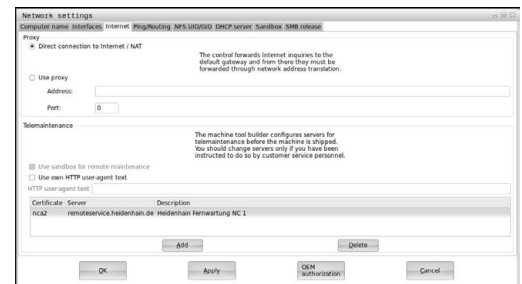 Network settings
Computer name Interfaces Internet Ping/Routing NFS UID/GID DHCP server Sandbox SMB release
Proxy
Direct connection to Internet / NAT
The control forwards Internet inquiries to the
default gateway and from there they must be
forwarded through network address translation.
Use proxy
Address:
Port: 0
Telemaintenance
The machine tool builder configures servers for
telemaintenance before the machine is shipped.
You should change servers only if you have been
instructed to do so by customer service personnel.
Use sandbox for remote maintenance
Use own HTTP user-agent text
HTTP user-agent text
Certificate Server Description
nca2 remoteservice.heidenhain.de Heidenhain Fernwartung NC 1
Add Delete
OK Apply OEM authorization Cancel